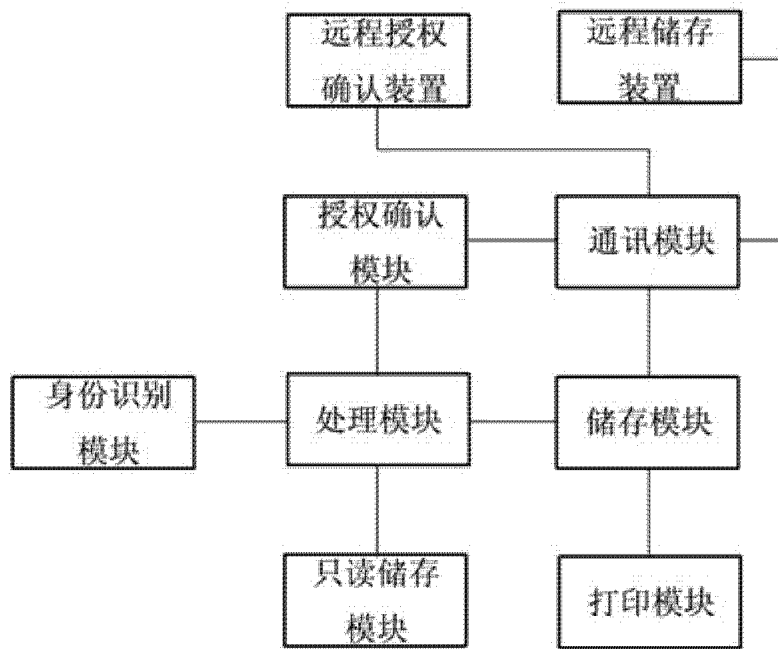 远程授权
确认装置
远程储存
装置
授权确认
模块
通讯模块
身份识别
模块
处理模块
储存模块
只读储存
模块
打印模块